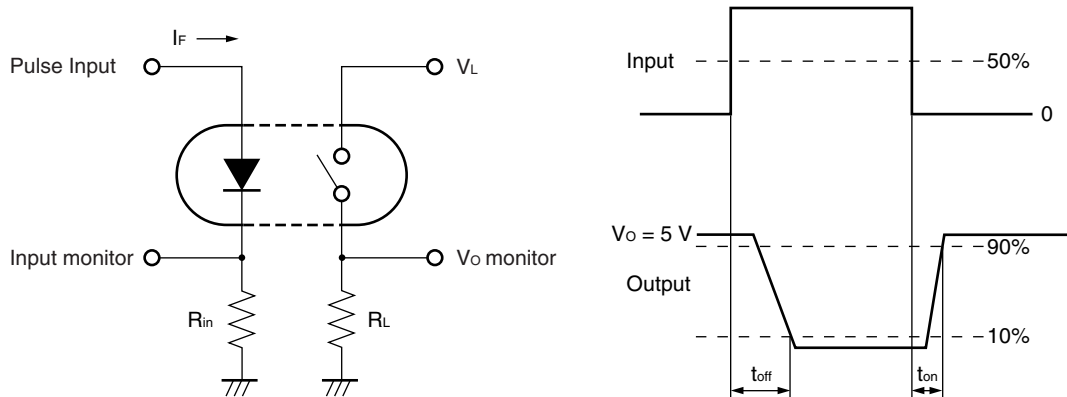 IF
Pulse Input
VL
Input monitor
VO monitor
Rin
RL
Input
50%
0
VO = 5 V
90%
Output
10%
toff
ton